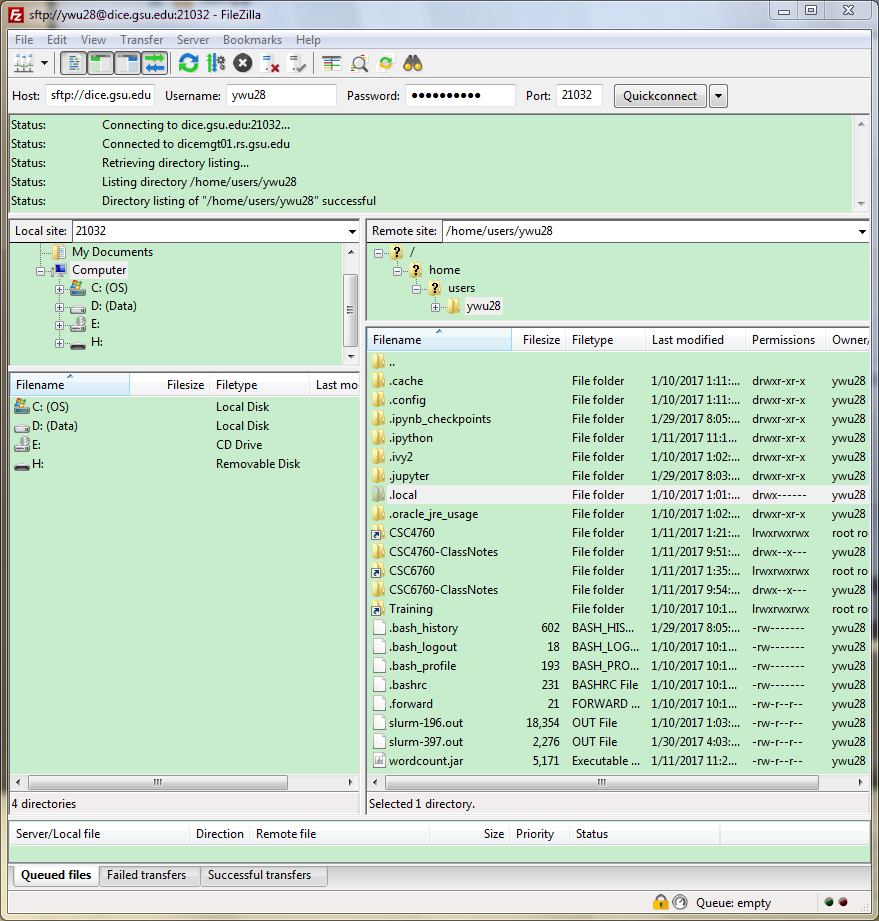 sftp://ywu28@dice.gsu.edu:21032 - FileZilla
File Edit View Transfer Server Bookmarks Help
Host: sftp://dice.gsu.edu Username: ywu28 Password: ●●●●●●●●●● Port: 21032 Quickconnect
Status: Connecting to dice.gsu.edu:21032...
Status: Connected to dicemgt01.rs.gsu.edu
Status: Retrieving directory listing...
Status: Listing directory /home/users/ywu28
Status: Directory listing of "/home/users/ywu28" successful
Local site: 21032
My Documents
Computer
C: (OS)
D: (Data)
E:
H:
Filename Filesize Filetype Last mo
C: (OS) Local Disk
D: (Data) Local Disk
E: CD Drive
H: Removable Disk
4 directories
Remote site: /home/users/ywu28
? /
? home
? users
ywu28
Filename Filesize Filetype Last modified Permissions Owner/
..
.cache File folder 1/10/2017 1:11:... drwxr-xr-x ywu28
.config File folder 1/10/2017 1:11:... drwxr-xr-x ywu28
.ipynb_checkpoints File folder 1/29/2017 8:05:... drwxr-xr-x ywu28
.ipython File folder 1/11/2017 11:1... drwxr-xr-x ywu28
.ivy2 File folder 1/10/2017 1:02:... drwxr-xr-x ywu28
.jupyter File folder 1/29/2017 8:03:... drwxr-xr-x ywu28
.local File folder 1/10/2017 1:01:... drwx------ ywu28
.oracle_jre_usage File folder 1/10/2017 1:02:... drwxr-xr-x ywu28
CSC4760 File folder 1/11/2017 1:21:... lrwxrwxrwx root ro
CSC4760-ClassNotes File folder 1/11/2017 9:51:... drwx--x--- ywu28
CSC6760 File folder 1/11/2017 1:35:... lrwxrwxrwx root ro
CSC6760-ClassNotes File folder 1/11/2017 9:54:... drwx--x--- ywu28
Training File folder 1/10/2017 10:1... lrwxrwxrwx root ro
.bash_history 602 BASH_HIS... 1/29/2017 8:05:... -rw------- ywu28
.bash_logout 18 BASH_LOG... 1/10/2017 10:1... -rw------- ywu28
.bash_profile 193 BASH_PRO... 1/10/2017 10:1... -rw------- ywu28
.bashrc 231 BASHRC File 1/10/2017 10:1... -rw------- ywu28
.forward 21 FORWARD ... 1/10/2017 10:1... -rw-r--r-- ywu28
slurm-196.out 18,354 OUT File 1/10/2017 1:03:... -rw-r--r-- ywu28
slurm-397.out 2,276 OUT File 1/30/2017 4:03:... -rw-r--r-- ywu28
wordcount.jar 5,171 Executable ... 1/11/2017 11:2... -rw-r--r-- ywu28
Selected 1 directory.
Server/Local file Direction Remote file Size Priority Status
Queued files Failed transfers Successful transfers
Queue: empty